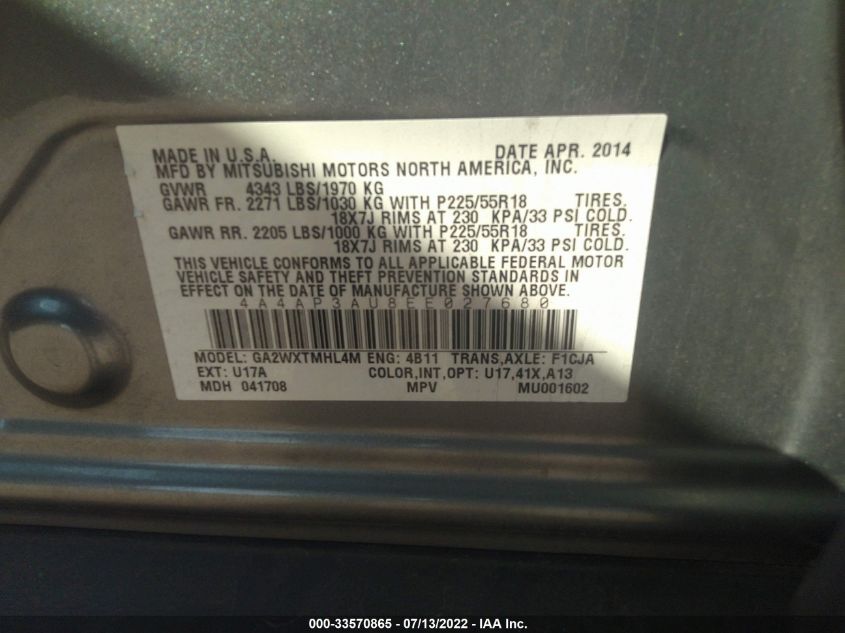 MADE IN U.S.A. DATE APR. 2014
MFD BY MITSUBISHI MOTORS NORTH AMERICA, INC.
GVWR 4343 LBS/1970 KG
GAWR FR. 2271 LBS/1030 KG WITH P225/55R18 TIRES.
18X7J RIMS AT 230 KPA/33 PSI COLD.
GAWR RR. 2205 LBS/1000 KG WITH P225/55R18 TIRES.
18X7J RIMS AT 230 KPA/33 PSI COLD.
THIS VEHICLE CONFORMS TO ALL APPLICABLE FEDERAL MOTOR
VEHICLE SAFETY AND THEFT PREVENTION STANDARDS IN
EFFECT ON THE DATE OF MANUFACTURE SHOWN ABOVE.
4A4AP3AU8EE027680
MODEL: GA2WXTMHL4M ENG: 4B11 TRANS,AXLE: F1CJA
EXT: U17A COLOR,INT,OPT: U17,41X,A13
MDH 041708 MPV MU001602
000-33570865 - 07/13/2022 - IAA Inc.